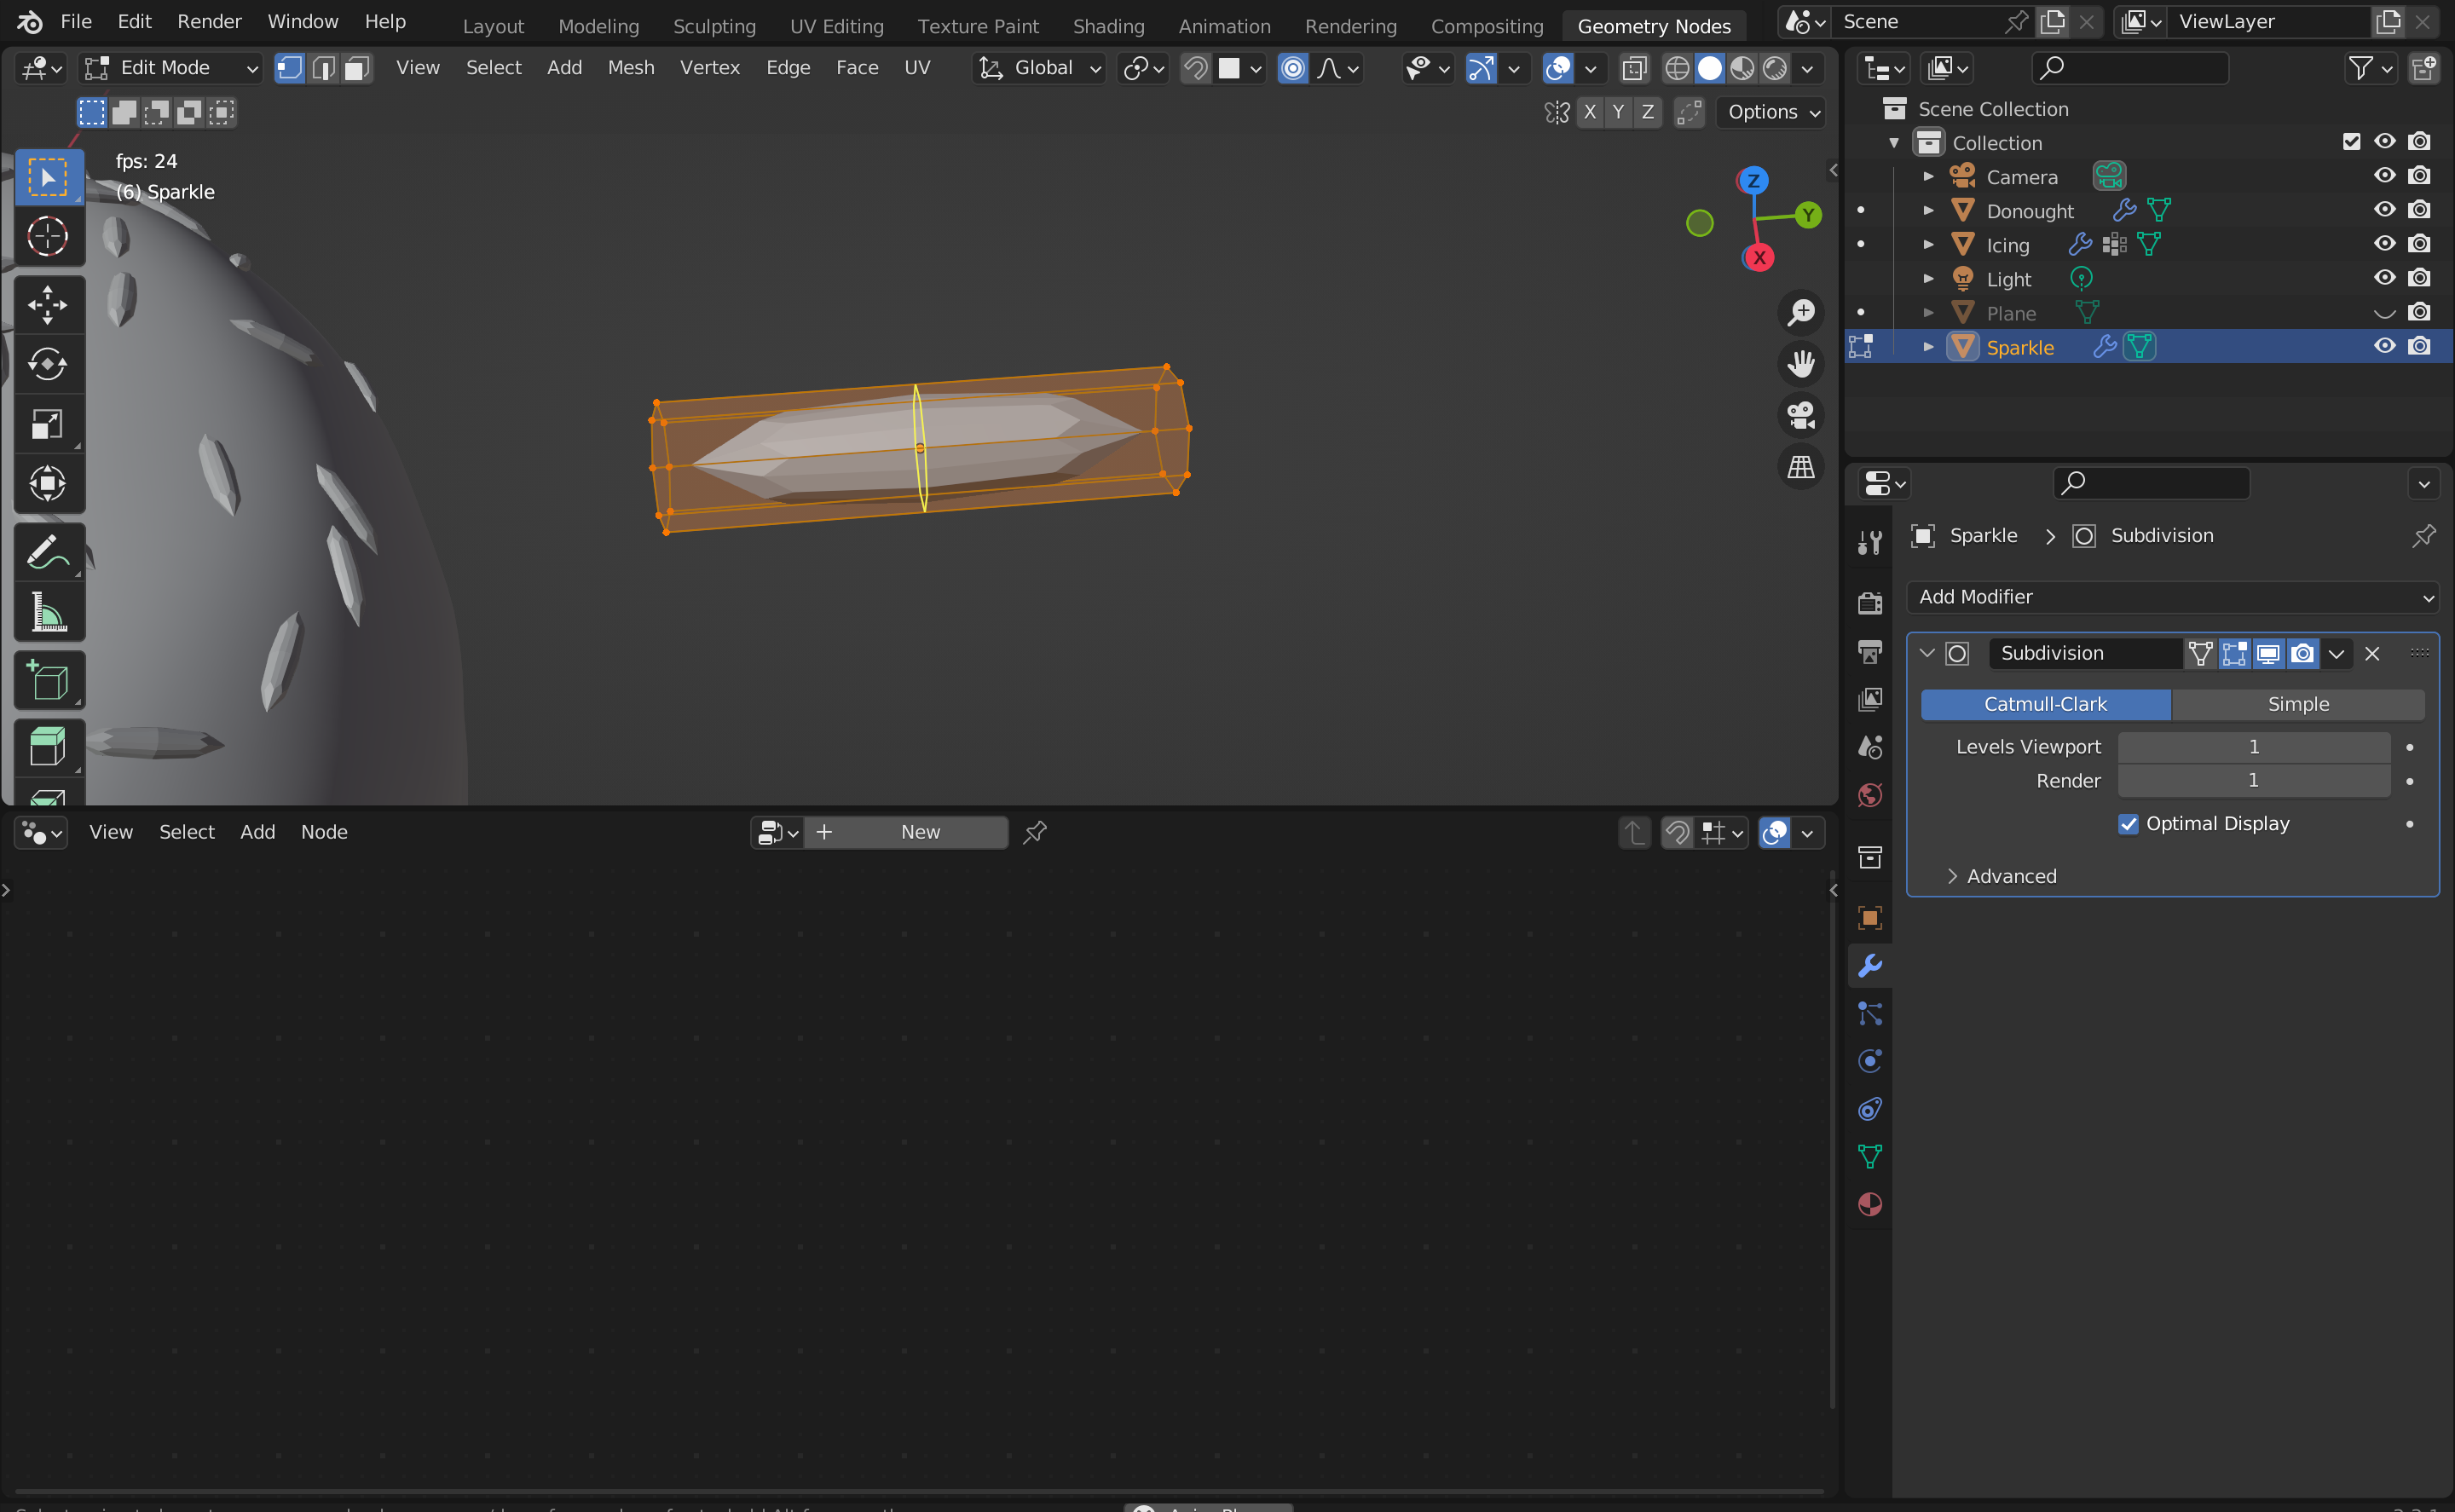 File Edit Render Window Help Layout Modeling Sculpting UV Editing Texture Paint Shading Animation Rendering Compositing Geometry Nodes Scene ViewLayer
Edit Mode View Select Add Mesh Vertex Edge Face UV Global
X Y Z Options
fps: 24
(6) Sparkle
Z
Y
X
Scene Collection
Collection
Camera
Donought
Icing
Light
Plane
Sparkle
Sparkle > Subdivision
Add Modifier
Subdivision
Catmull-Clark Simple
Levels Viewport 1
Render 1
Optimal Display
Advanced
View Select Add Node New